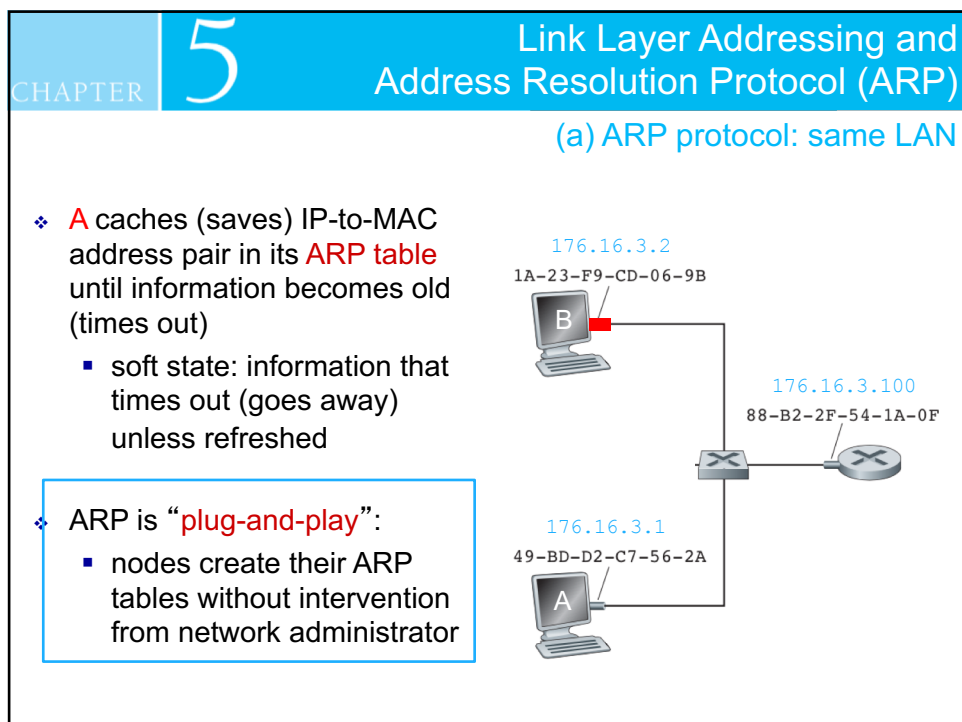 CHAPTER 5
Link Layer Addressing and
Address Resolution Protocol (ARP)
(a) ARP protocol: same LAN
❖ A caches (saves) IP-to-MAC
address pair in its ARP table
until information becomes old
(times out)
▪ soft state: information that
times out (goes away)
unless refreshed
❖ ARP is “plug-and-play”:
▪ nodes create their ARP
tables without intervention
from network administrator
176.16.3.2
1A-23-F9-CD-06-9B
B
176.16.3.100
88-B2-2F-54-1A-0F
176.16.3.1
49-BD-D2-C7-56-2A
A